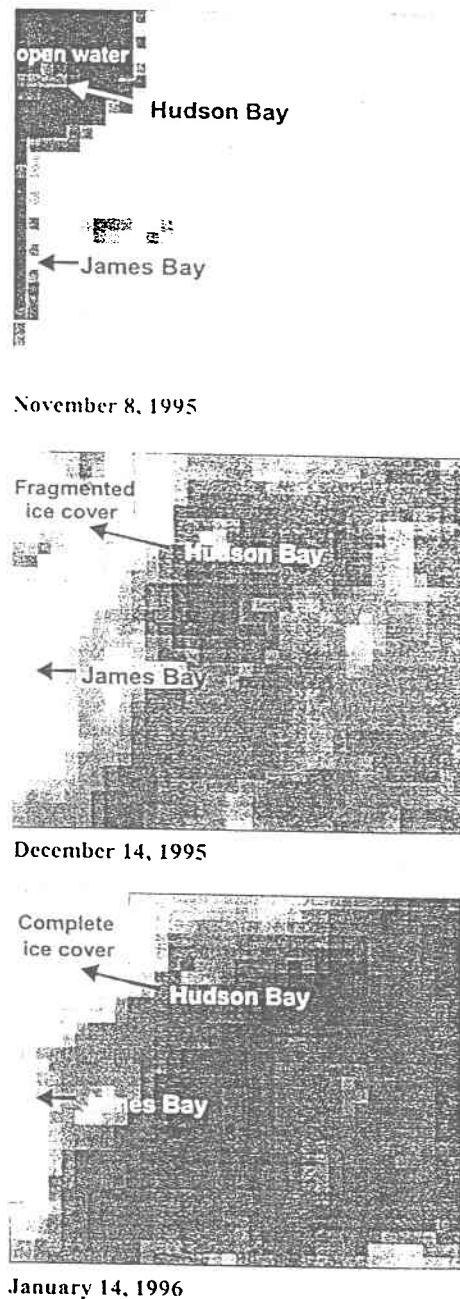 open water
Hudson Bay
James Bay
November 8, 1995
Fragmented
ice cover
Hudson Bay
James Bay
December 14, 1995
Complete
ice cover
Hudson Bay
Bay
January 14, 1996